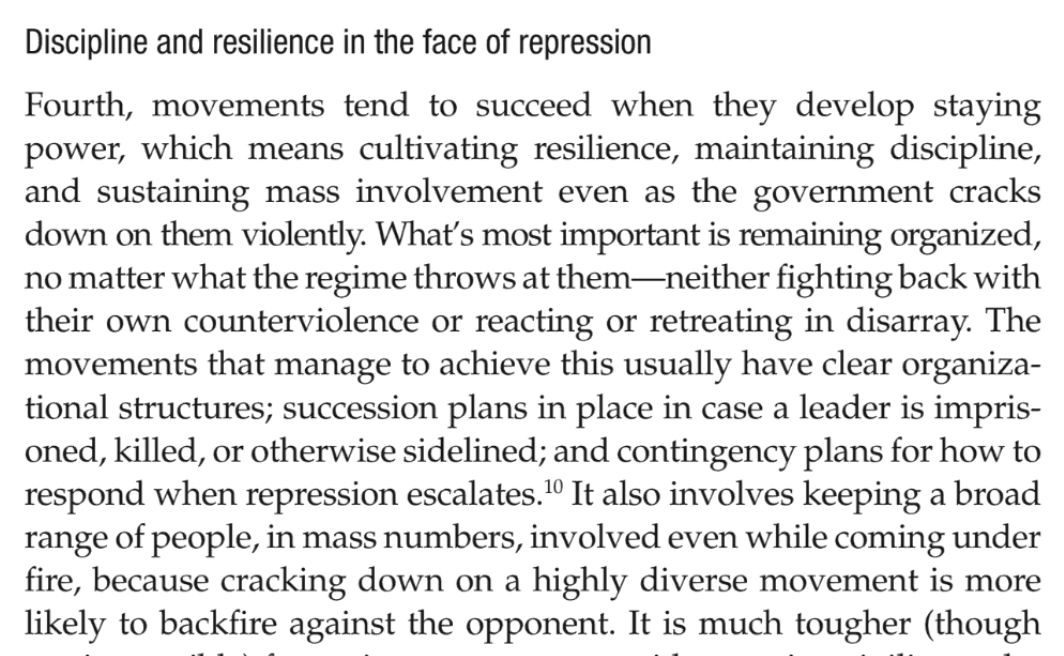 Discipline and resilience in the face of repression
Fourth, movements tend to succeed when they develop staying
power, which means cultivating resilience, maintaining discipline,
and sustaining mass involvement even as the government cracks
down on them violently. What’s most important is remaining organized,
no matter what the regime throws at them—neither fighting back with
their own counterviolence or reacting or retreating in disarray. The
movements that manage to achieve this usually have clear organiza-
tional structures; succession plans in place in case a leader is impris-
oned, killed, or otherwise sidelined; and contingency plans for how to
respond when repression escalates.¹⁰ It also involves keeping a broad
range of people, in mass numbers, involved even while coming under
fire, because cracking down on a highly diverse movement is more
likely to backfire against the opponent. It is much tougher (though